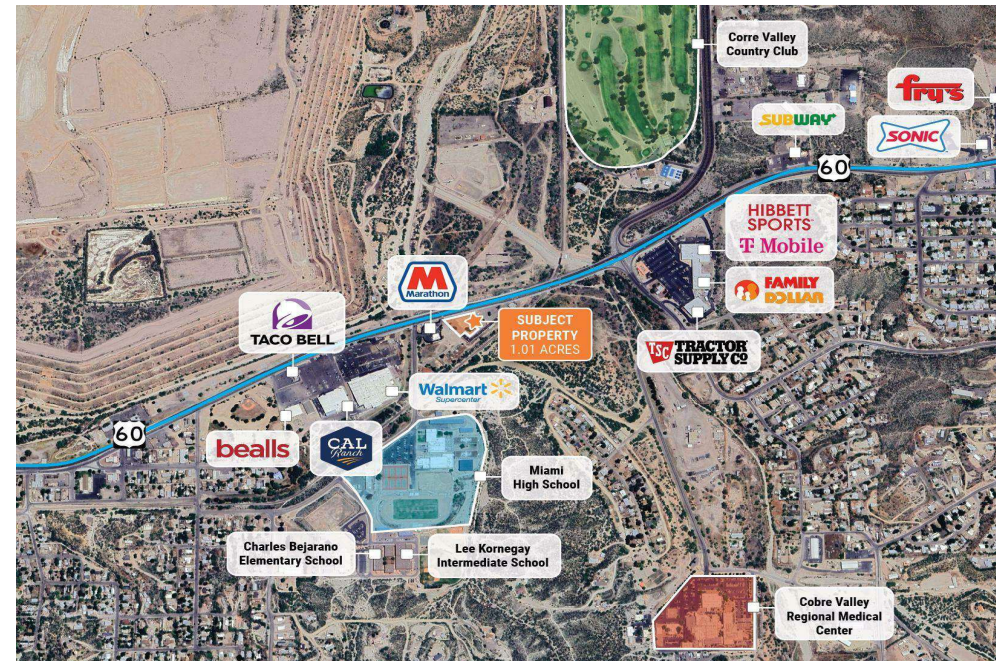 Corre Valley
Country Club
fry's
SUBWAY
SONIC
60
HIBBETT
SPORTS
T Mobile
M
Marathon
FAMILY
DOLLAR
TACO BELL
SUBJECT
PROPERTY
1.01 ACRES
TSC TRACTOR
SUPPLY CO
Walmart
Supercenter
60
bealls
CAL
Ranch
Miami
High School
Charles Bejarano
Elementary School
Lee Kornegay
Intermediate School
Cobre Valley
Regional Medical
Center